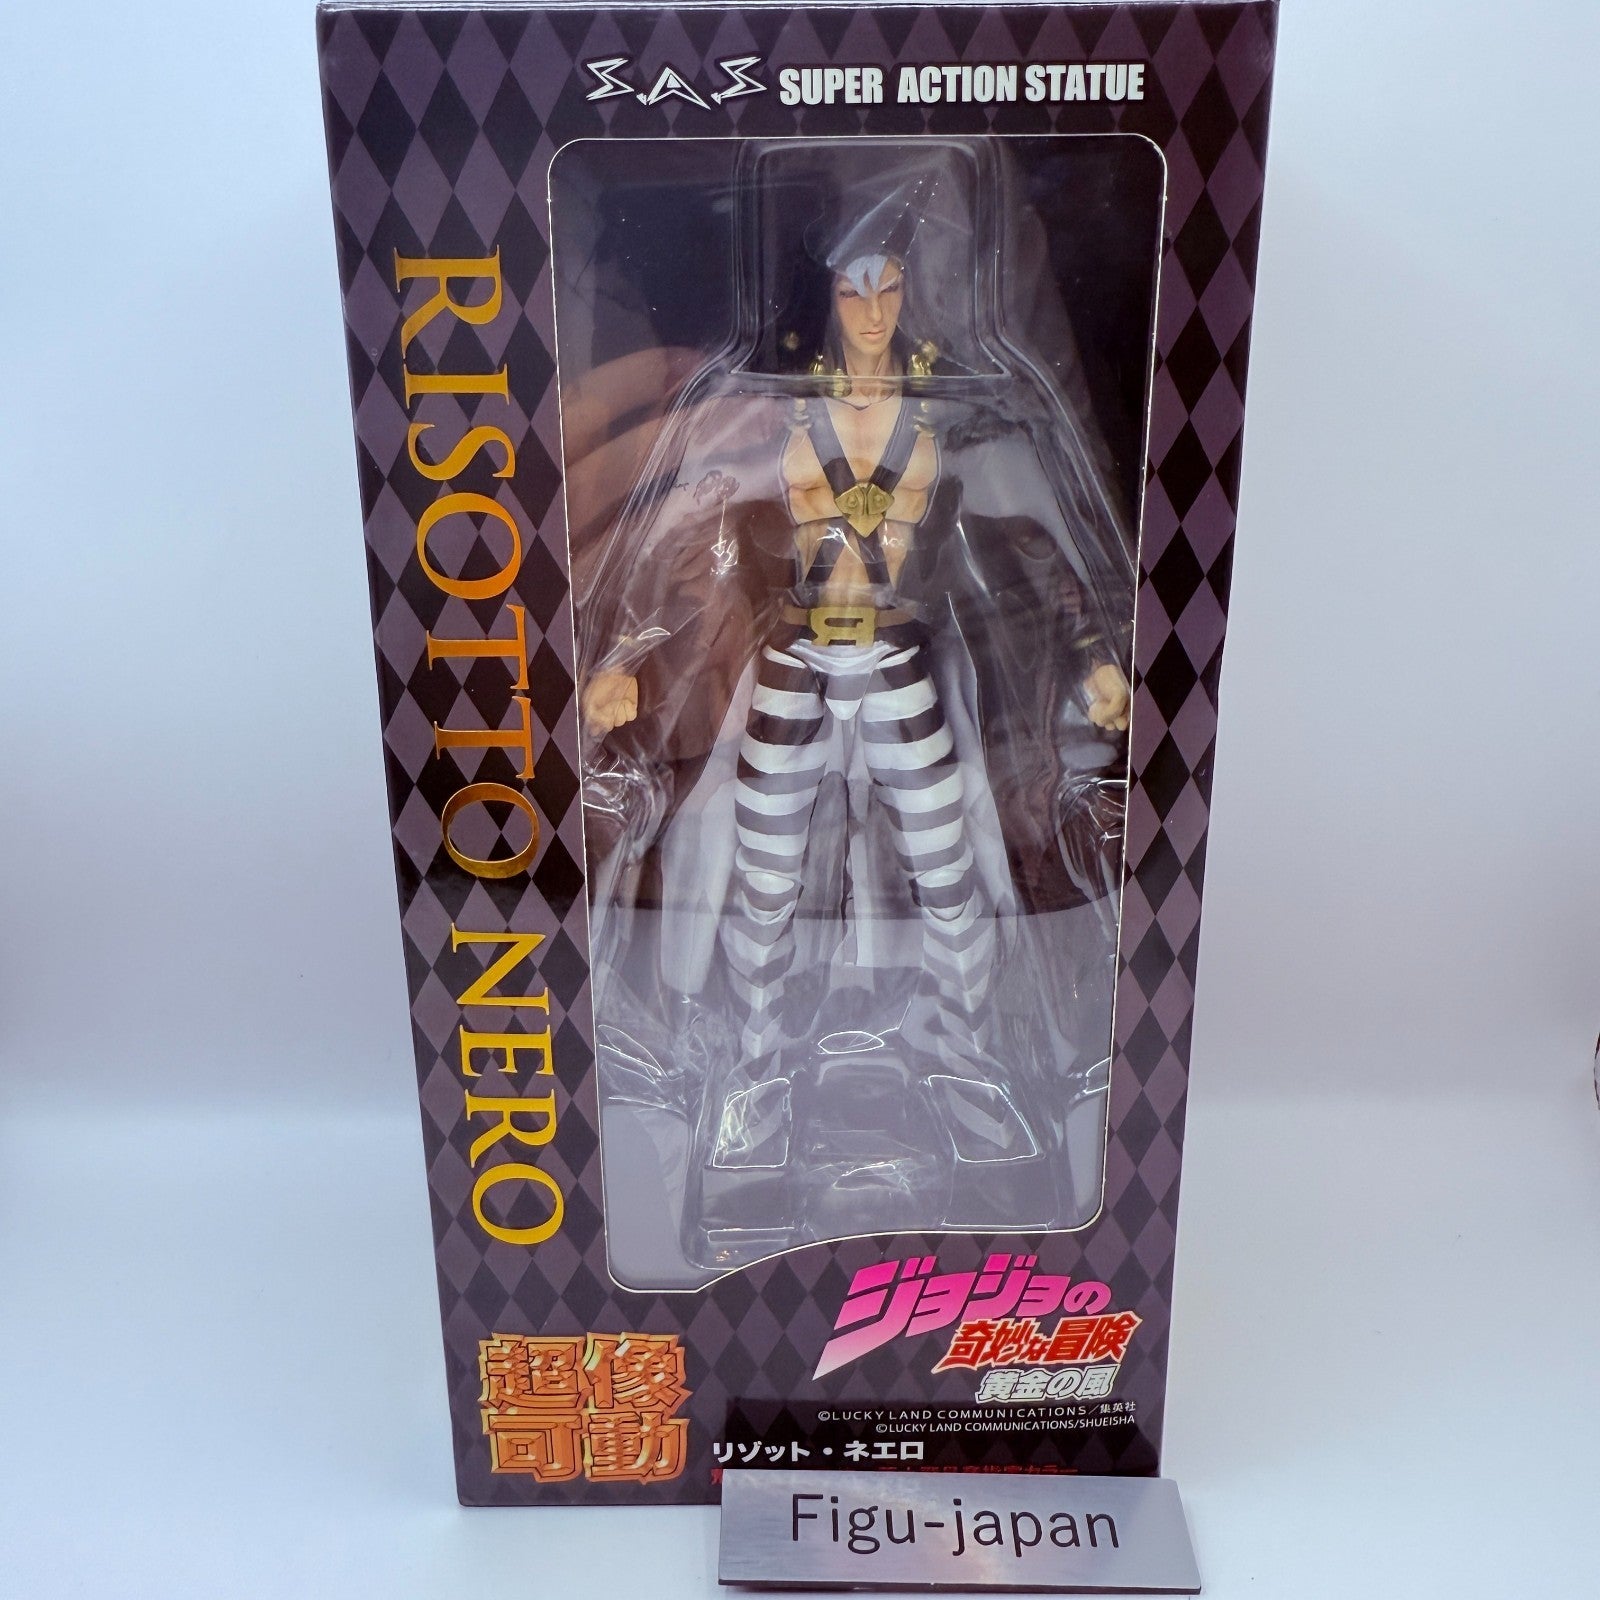 S.A.S SUPER ACTION STATUE
RISOTTO NERO
ジョジョの
奇妙な冒険
黄金の風
©LUCKY LAND COMMUNICATIONS／集英社
©LUCKY LAND COMMUNICATIONS/SHUEISHA
超像
可動
リゾット・ネエロ
Figu-japan